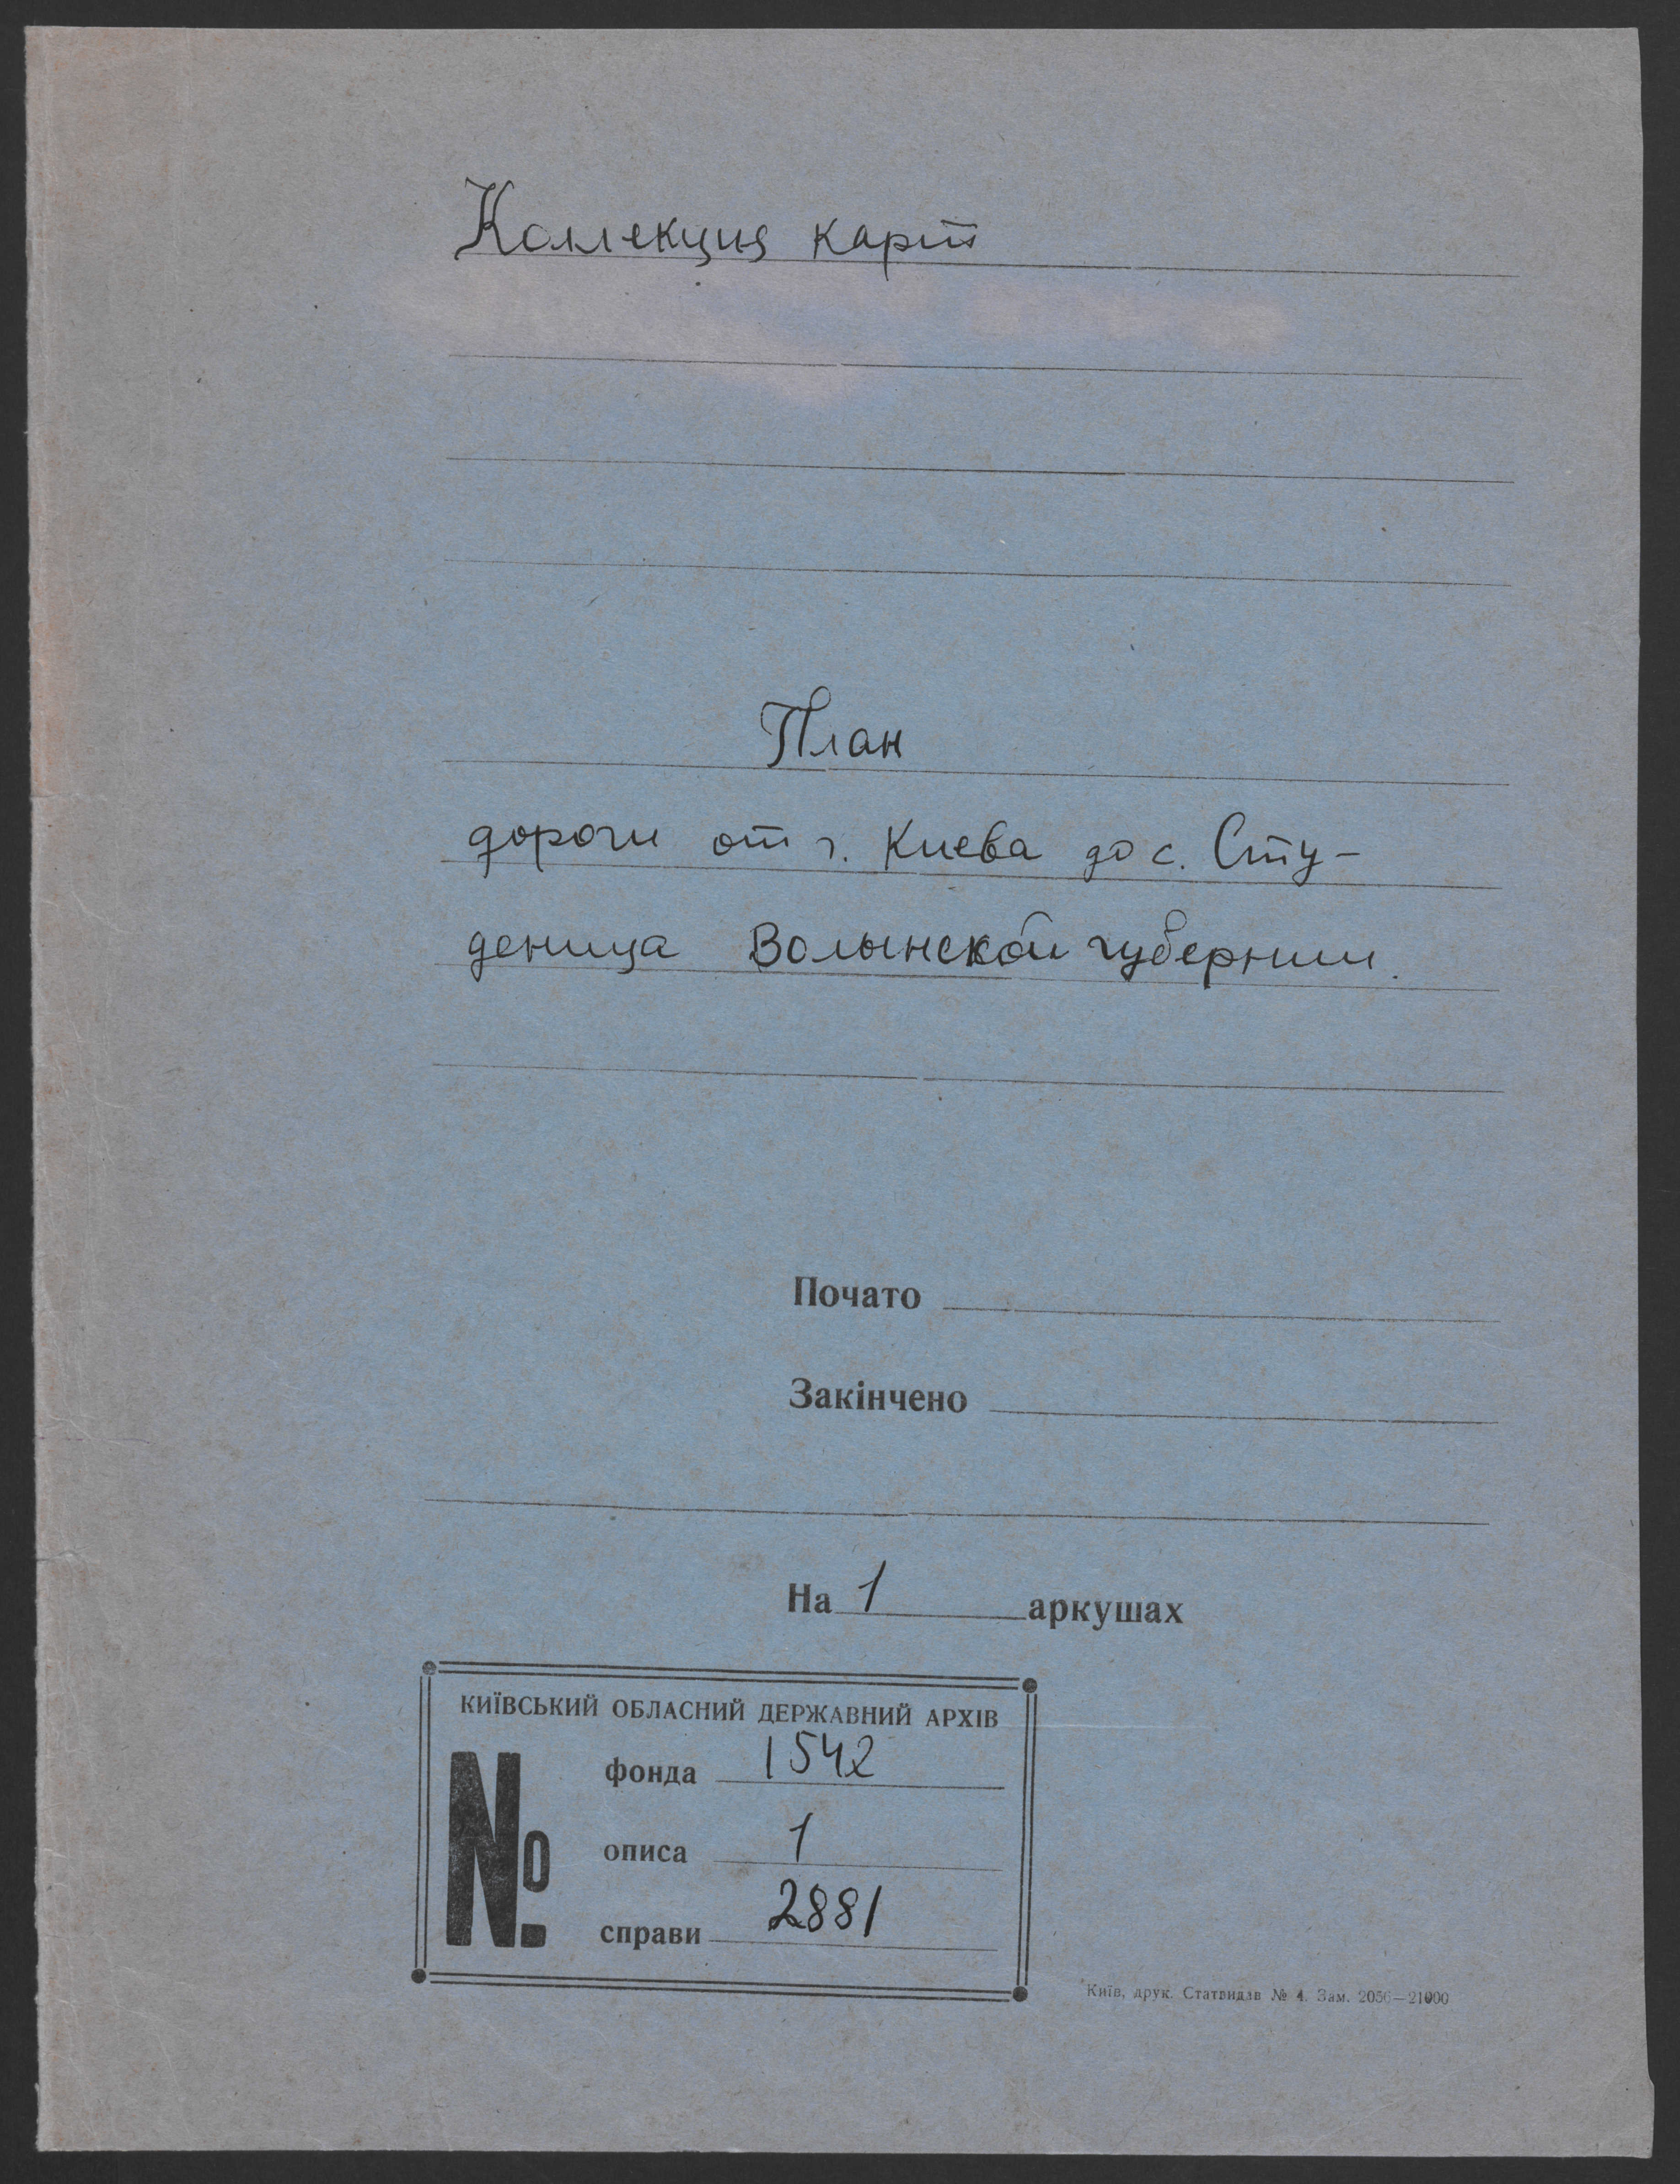 Коллекция карт
План
дороги от г. Киева до с. Сту-
деница Волынской губернии.
Почато
Закінчено
На 1 аркушах
КИЇВСЬКИЙ ОБЛАСНИЙ ДЕРЖАВНИЙ АРХІВ
№ фонда 1542
описа 1
справи 2881
Київ, друк. Статвидав № 4. Зам. 2056—21000